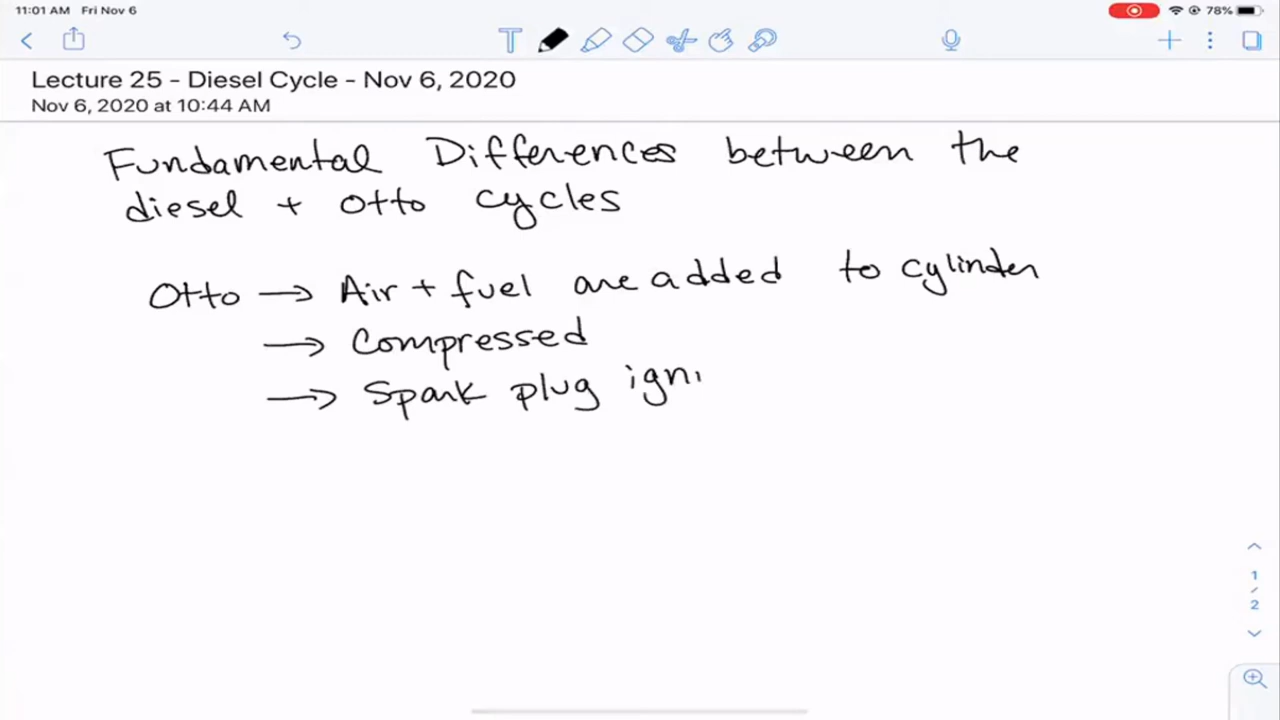 11:01 AM Fri Nov 6
78%
T
Lecture 25 - Diesel Cycle - Nov 6, 2020
Nov 6, 2020 at 10:44 AM
Fundamental Differences between the
diesel + Otto cycles
Otto → Air + fuel are added to cylinder
→ Compressed
→ Spark plug igni
1
/
2